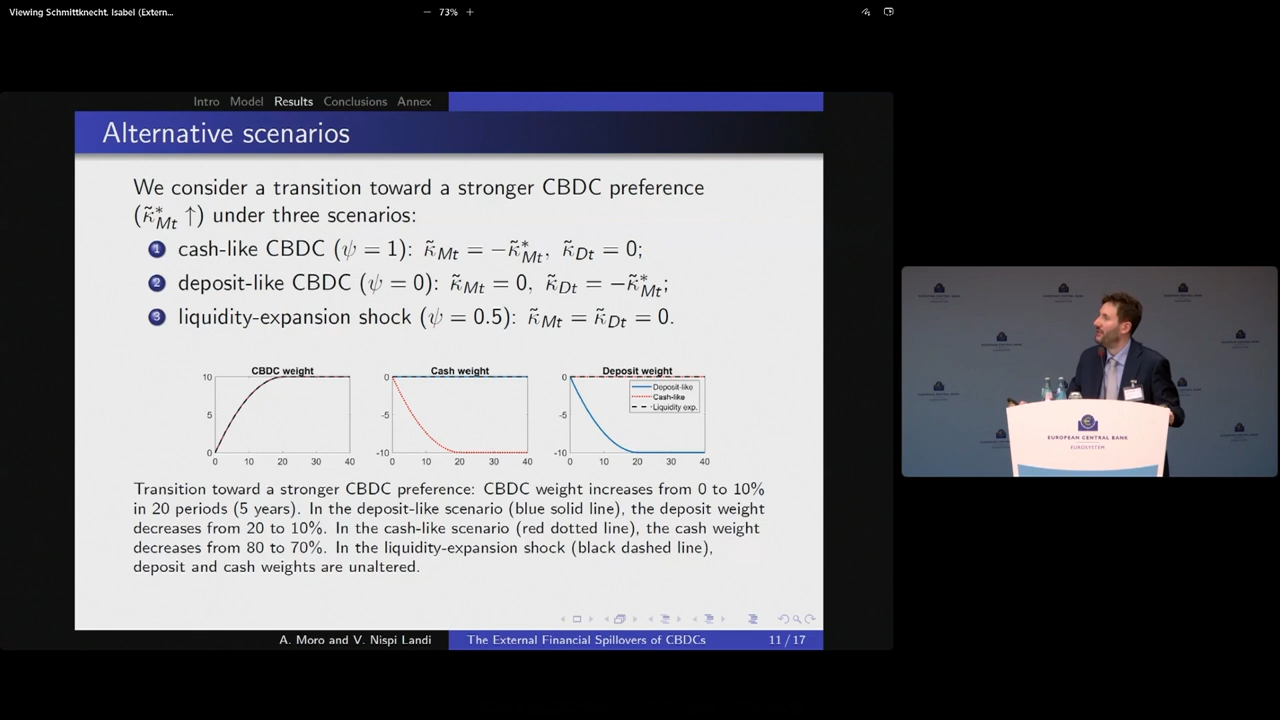 Viewing Schmittknecht, Isabel (Extern...
− 73% +
Intro Model Results Conclusions Annex
Alternative scenarios
We consider a transition toward a stronger CBDC preference
(κ̃*Mt ↑) under three scenarios:
1 cash-like CBDC (ψ = 1): κ̃Mt = −κ̃*Mt, κ̃Dt = 0;
2 deposit-like CBDC (ψ = 0): κ̃Mt = 0, κ̃Dt = −κ̃*Mt;
3 liquidity-expansion shock (ψ = 0.5): κ̃Mt = κ̃Dt = 0.
CBDC weight
10
5
0
0 10 20 30 40
Cash weight
0
-5
-10
0 10 20 30 40
Deposit weight
0
-5
-10
0 10 20 30 40
Deposit-like
Cash-like
Liquidity exp.
Transition toward a stronger CBDC preference: CBDC weight increases from 0 to 10%
in 20 periods (5 years). In the deposit-like scenario (blue solid line), the deposit weight
decreases from 20 to 10%. In the cash-like scenario (red dotted line), the cash weight
decreases from 80 to 70%. In the liquidity-expansion shock (black dashed line),
deposit and cash weights are unaltered.
A. Moro and V. Nispi Landi
The External Financial Spillovers of CBDCs
11 / 17
EUROPEAN CENTRAL BANK
EUROSYSTEM